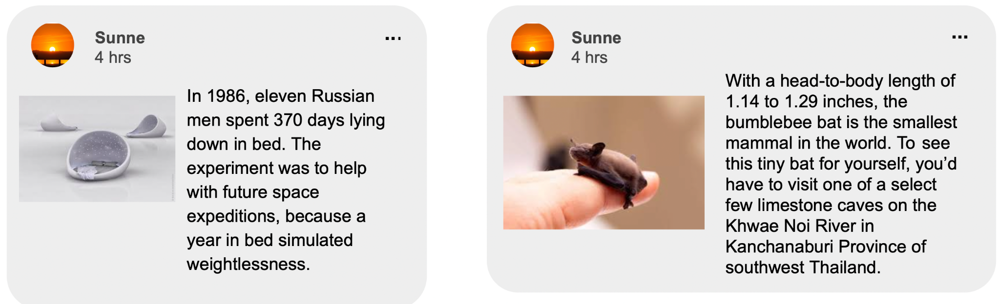 Sunne
4 hrs
...
In 1986, eleven Russian
men spent 370 days lying
down in bed. The
experiment was to help
with future space
expeditions, because a
year in bed simulated
weightlessness.
Sunne
4 hrs
...
With a head-to-body length of
1.14 to 1.29 inches, the
bumblebee bat is the smallest
mammal in the world. To see
this tiny bat for yourself, you’d
have to visit one of a select
few limestone caves on the
Khwae Noi River in
Kanchanaburi Province of
southwest Thailand.